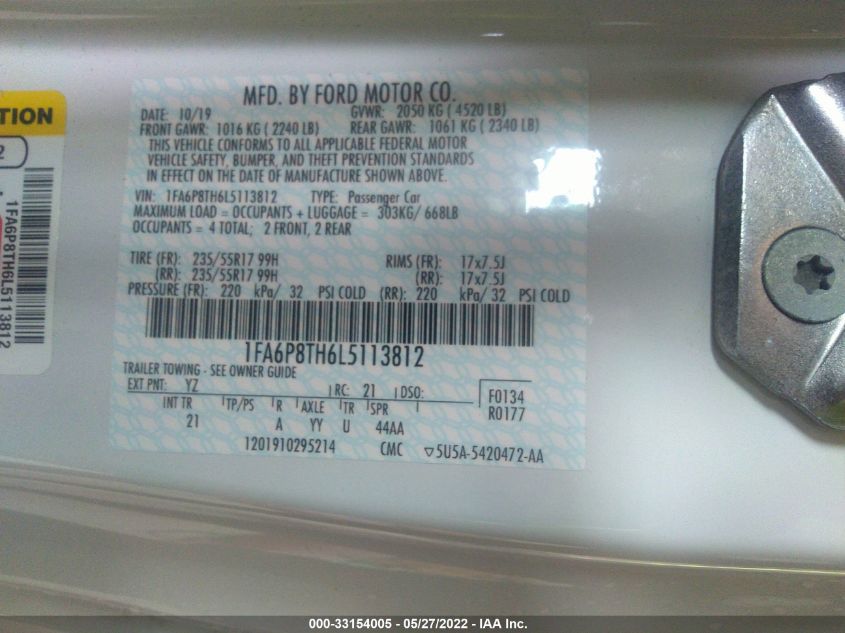 MFD. BY FORD MOTOR CO.
DATE: 10/19 GVWR: 2050 KG ( 4520 LB)
FRONT GAWR: 1016 KG ( 2240 LB) REAR GAWR: 1061 KG ( 2340 LB)
THIS VEHICLE CONFORMS TO ALL APPLICABLE FEDERAL MOTOR
VEHICLE SAFETY, BUMPER, AND THEFT PREVENTION STANDARDS
IN EFFECT ON THE DATE OF MANUFACTURE SHOWN ABOVE.
VIN: 1FA6P8TH6L5113812 TYPE: Passenger Car
MAXIMUM LOAD = OCCUPANTS + LUGGAGE = 303KG/ 668LB
OCCUPANTS = 4 TOTAL; 2 FRONT, 2 REAR
TIRE (FR): 235/55R17 99H RIMS (FR): 17x7.5J
(RR): 235/55R17 99H (RR): 17x7.5J
PRESSURE (FR): 220 kPa/ 32 PSI COLD (RR): 220 kPa/ 32 PSI COLD
1FA6P8TH6L5113812
TRAILER TOWING - SEE OWNER GUIDE
EXT PNT: YZ RC: 21 DSO: F0134
INT TR TP/PS R AXLE TR SPR R0177
21 A YY U 44AA
1201910295214 CMC ▽5U5A-5420472-AA
TION
2
1FA6P8TH6L5113812
000-33154005 - 05/27/2022 - IAA Inc.